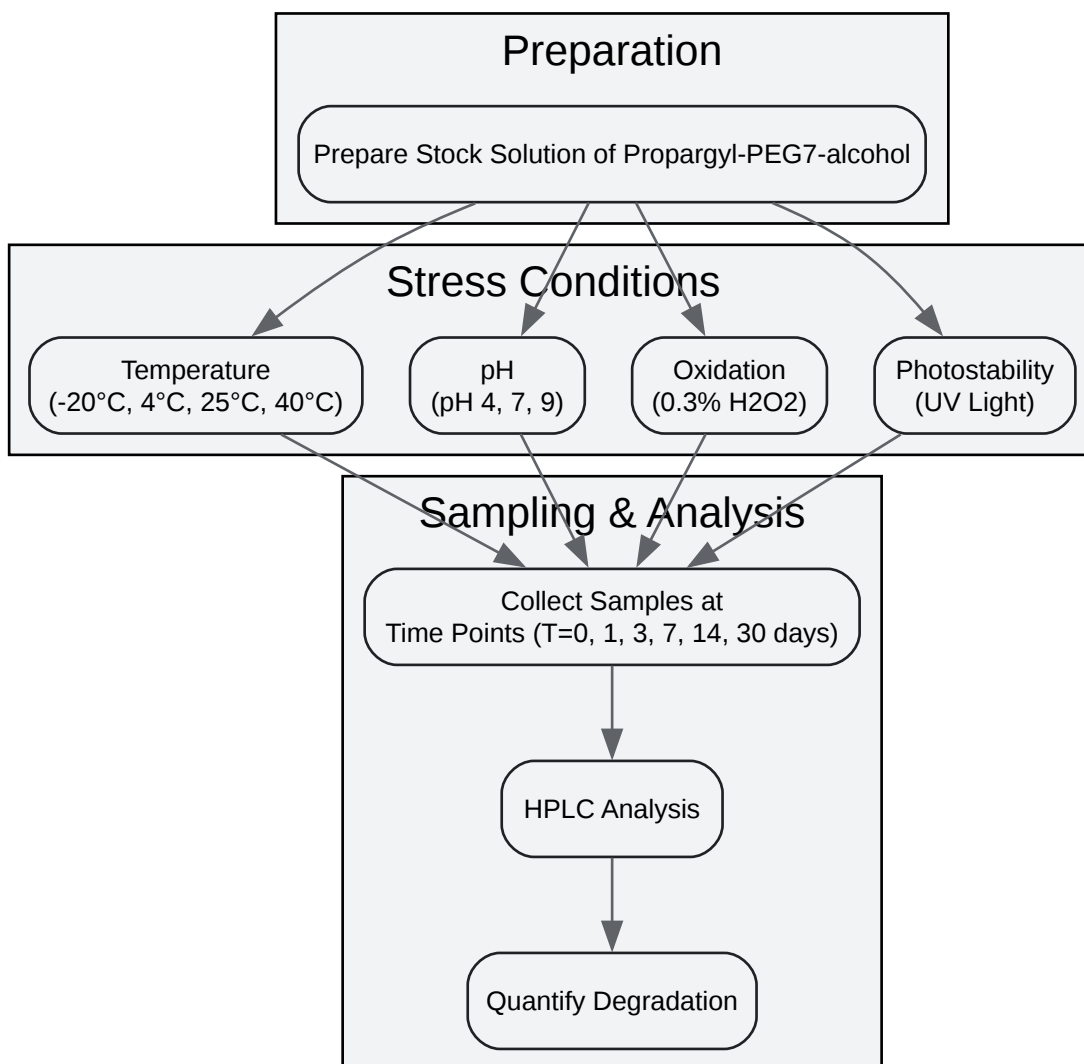 Preparation
Prepare Stock Solution of Propargyl-PEG7-alcohol
Stress Conditions
Temperature
(-20°C, 4°C, 25°C, 40°C)
pH
(pH 4, 7, 9)
Oxidation
(0.3% H2O2)
Photostability
(UV Light)
Sampling & Analysis
Collect Samples at
Time Points (T=0, 1, 3, 7, 14, 30 days)
HPLC Analysis
Quantify Degradation